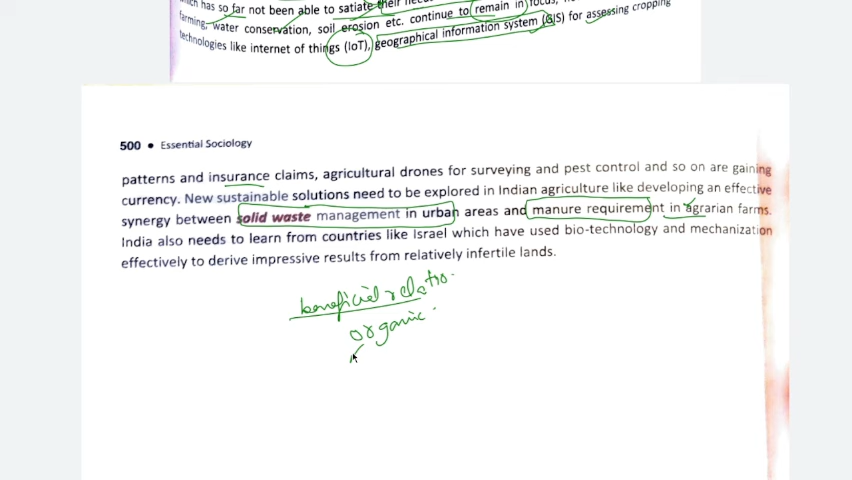 has so far not been able to satiate their
farming, water conservation, soil erosion etc. continue to remain in focus,
technologies like internet of things (IoT), geographical information system (GIS) for assessing cropping
500 • Essential Sociology
patterns and insurance claims, agricultural drones for surveying and pest control and so on are gaining
currency. New sustainable solutions need to be explored in Indian agriculture like developing an effective
synergy between solid waste management in urban areas and manure requirement in agrarian farms.
India also needs to learn from countries like Israel which have used bio-technology and mechanization
effectively to derive impressive results from relatively infertile lands.
beneficial relatio
organic